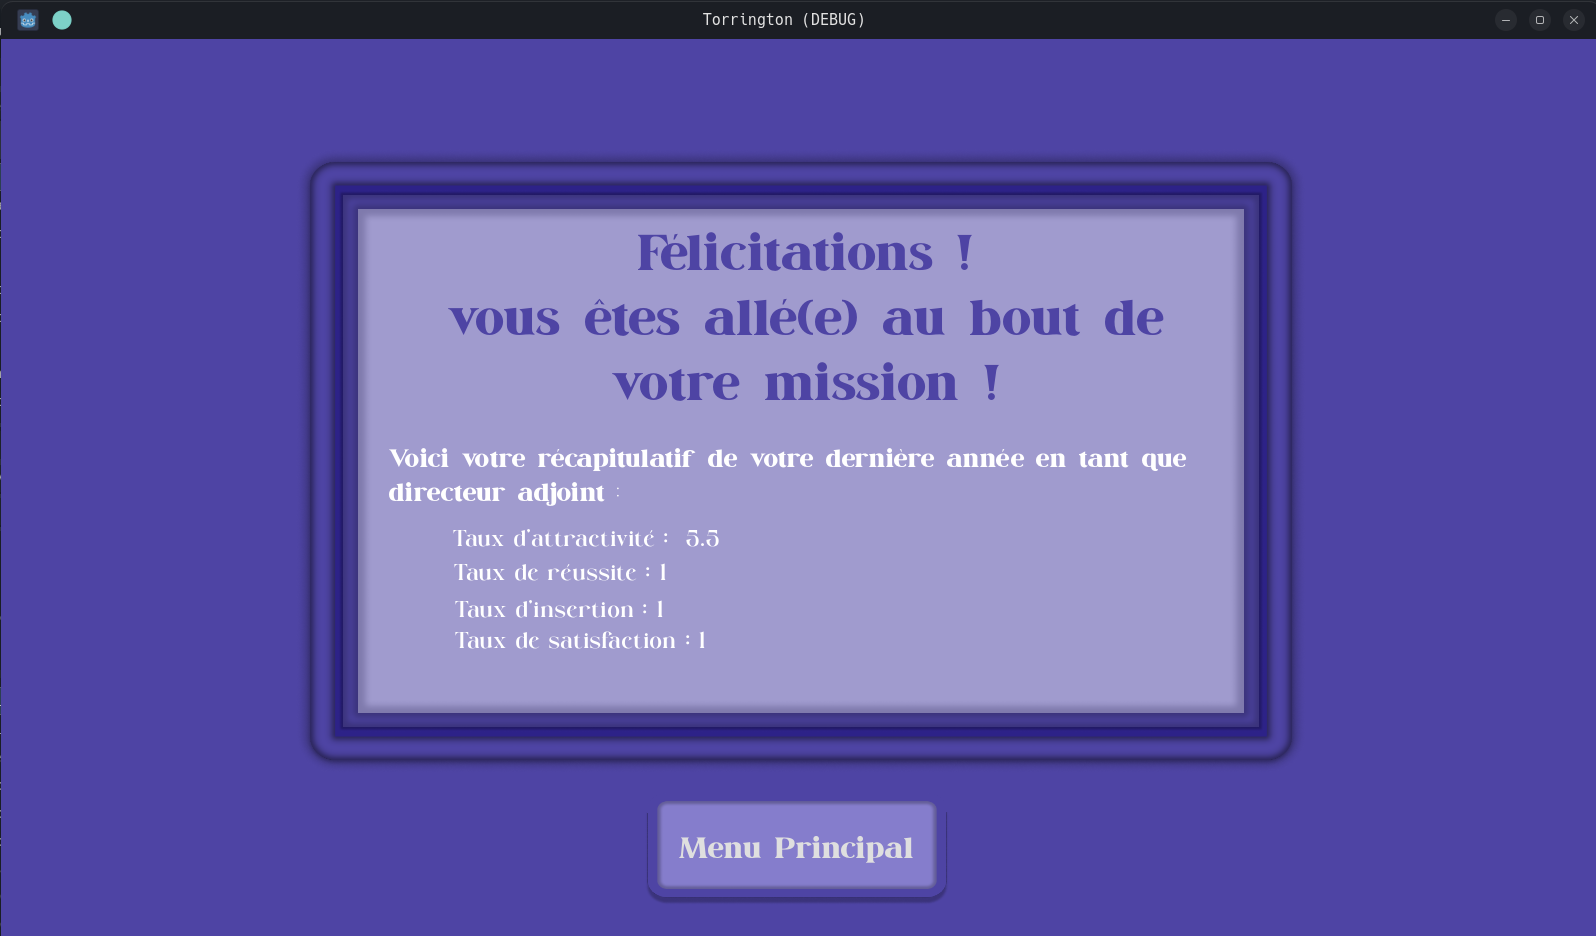 Torrington (DEBUG)
Félicitations !
vous êtes allé(e) au bout de
votre mission !
Voici votre récapitulatif de votre dernière année en tant que
directeur adjoint :
Taux d'attractivité : 5.5
Taux de réussite : 1
Taux d'insertion : 1
Taux de satisfaction : 1
Menu Principal